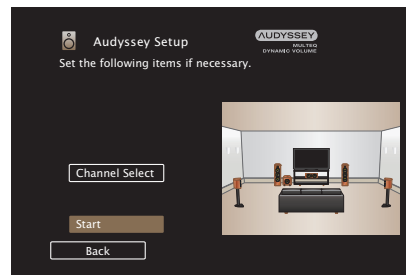 Audyssey Setup
AUDYSSEY
MULTEQ
DYNAMIC VOLUME
Set the following items if necessary.
Channel Select
Start
Back